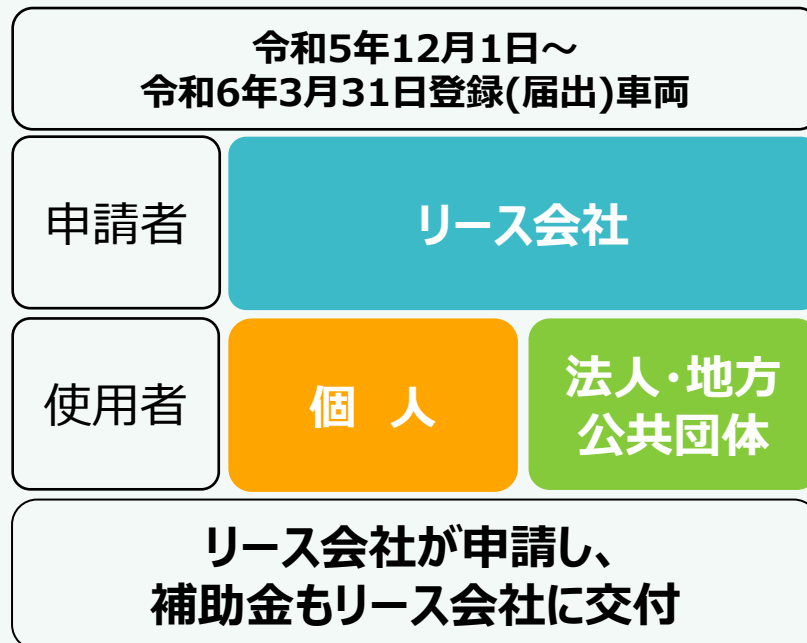 令和5年12月1日～
令和6年3月31日登録(届出)車両
申請者
リース会社
使用者
個　人
法人・地方
公共団体
リース会社が申請し、
補助金もリース会社に交付